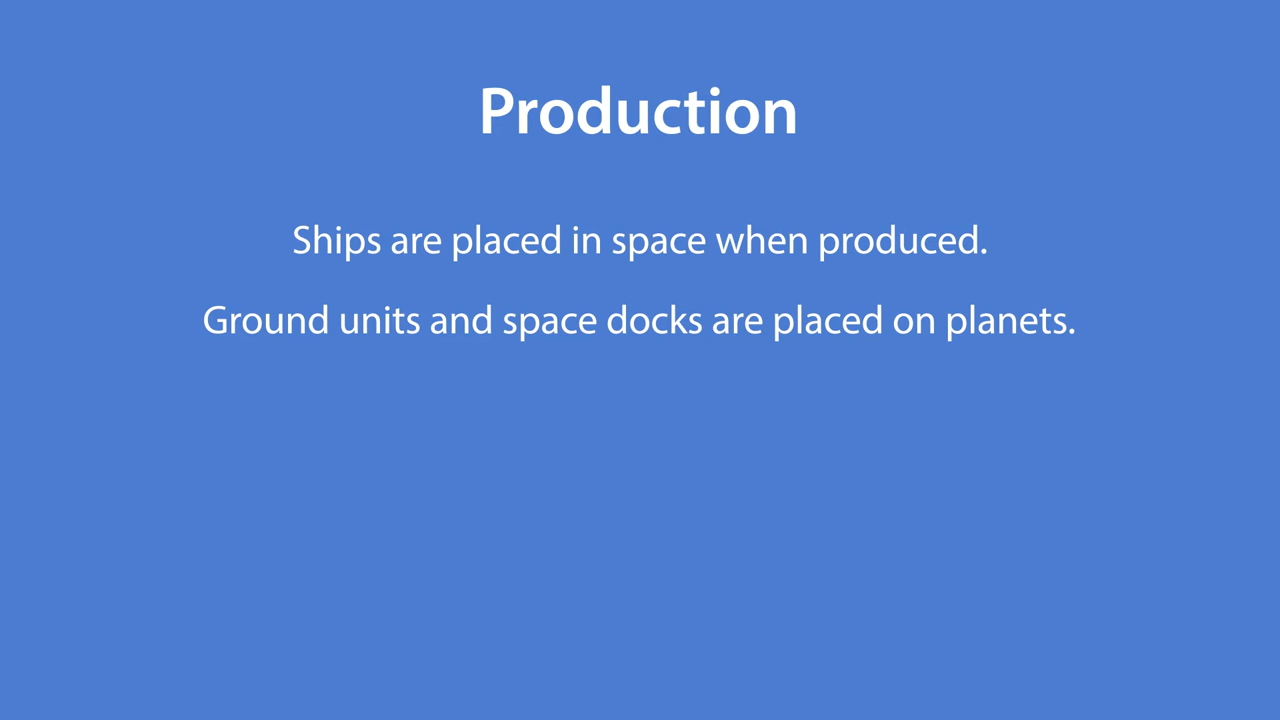 Production
Ships are placed in space when produced.
Ground units and space docks are placed on planets.